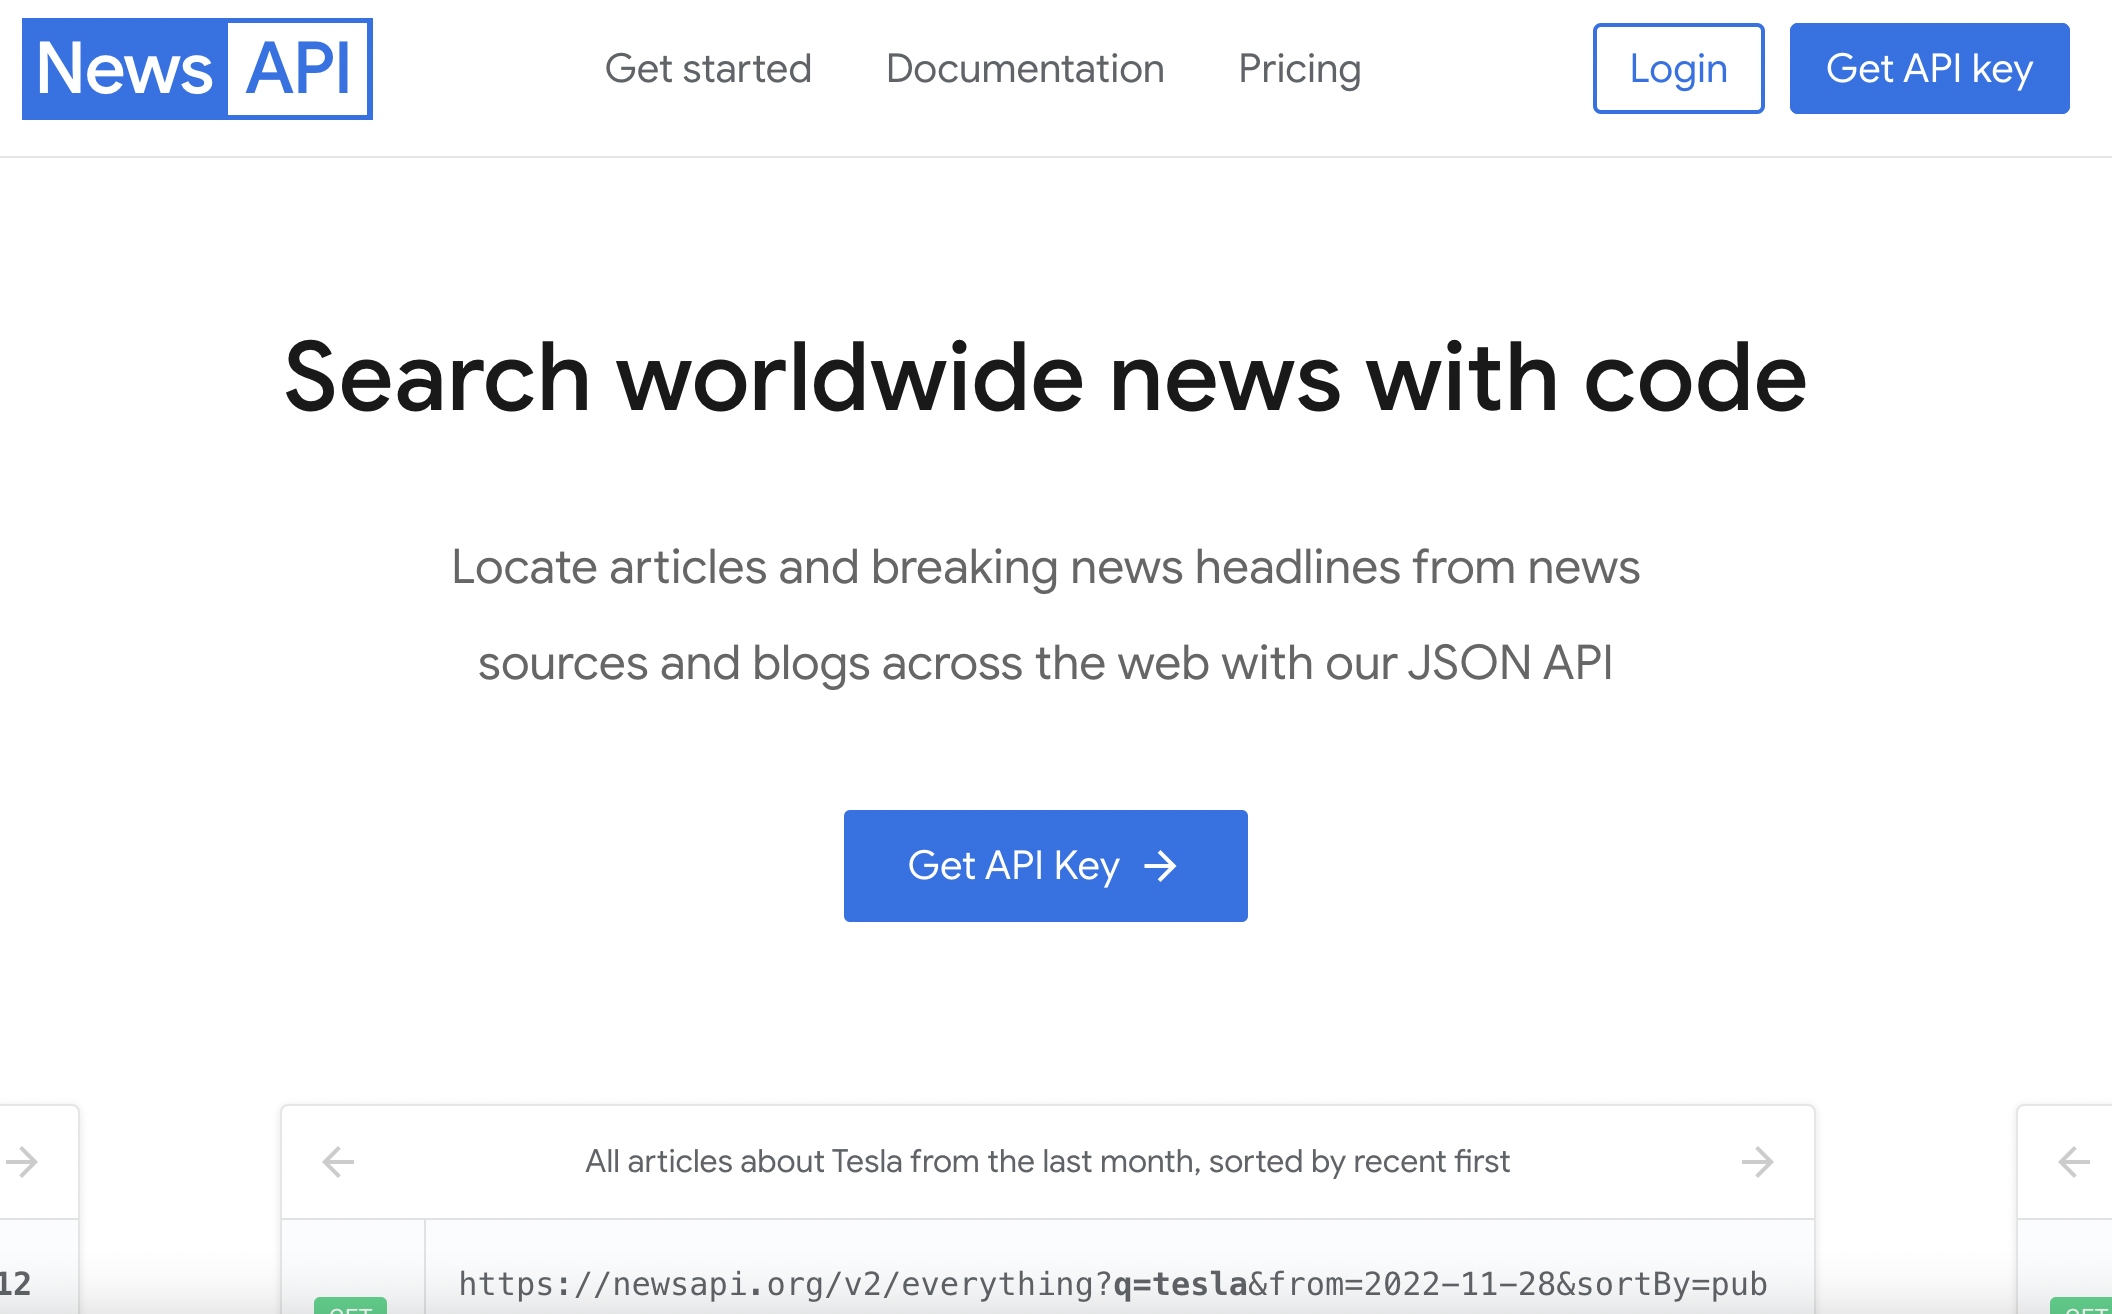 News API
Get started
Documentation
Pricing
Login
Get API key
Search worldwide news with code
Locate articles and breaking news headlines from news
sources and blogs across the web with our JSON API
Get API Key →
→
← All articles about Tesla from the last month, sorted by recent first →
←
12
https://newsapi.org/v2/everything?q=tesla&from=2022-11-28&sortBy=pub
GET
GET